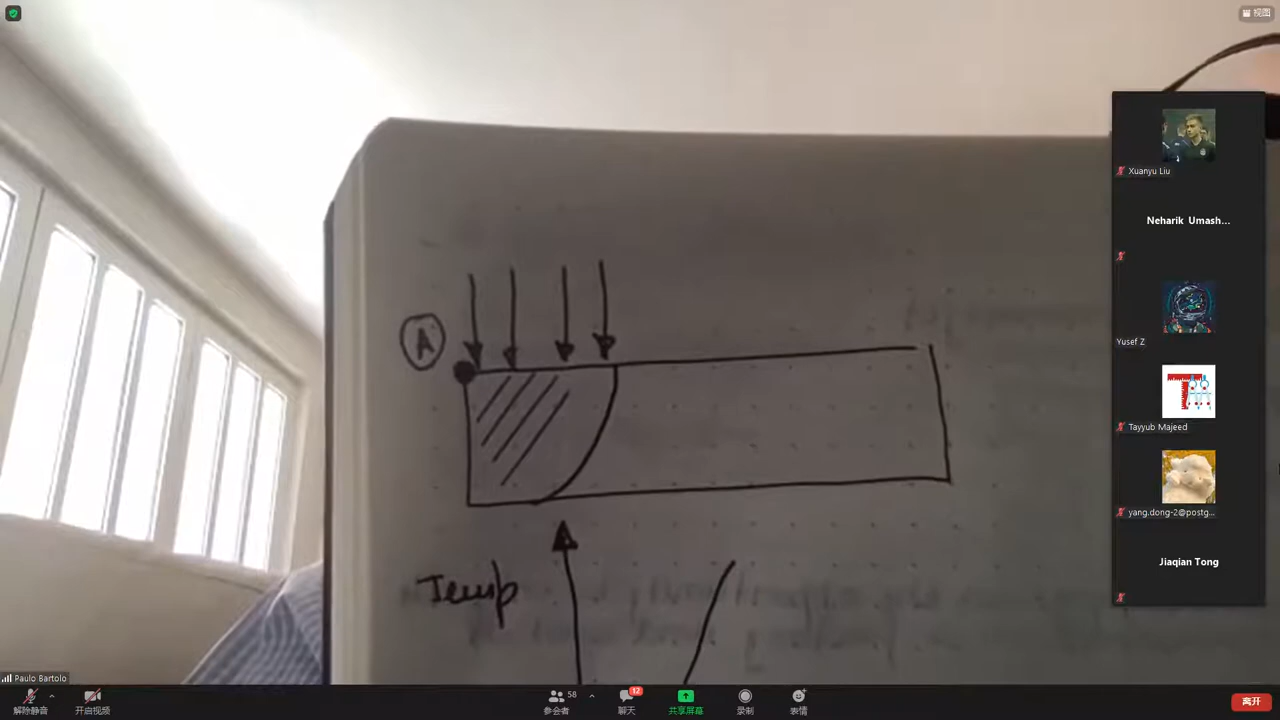 视图
Xuanyu Liu
Neharik Umash...
Yusef Z
Tayyub Majeed
yang.dong-2@postg...
Jiaqian Tong
A
Temp
Paulo Bartolo
解除静音
开启视频
58
参会者
12
聊天
共享屏幕
录制
表情
离开